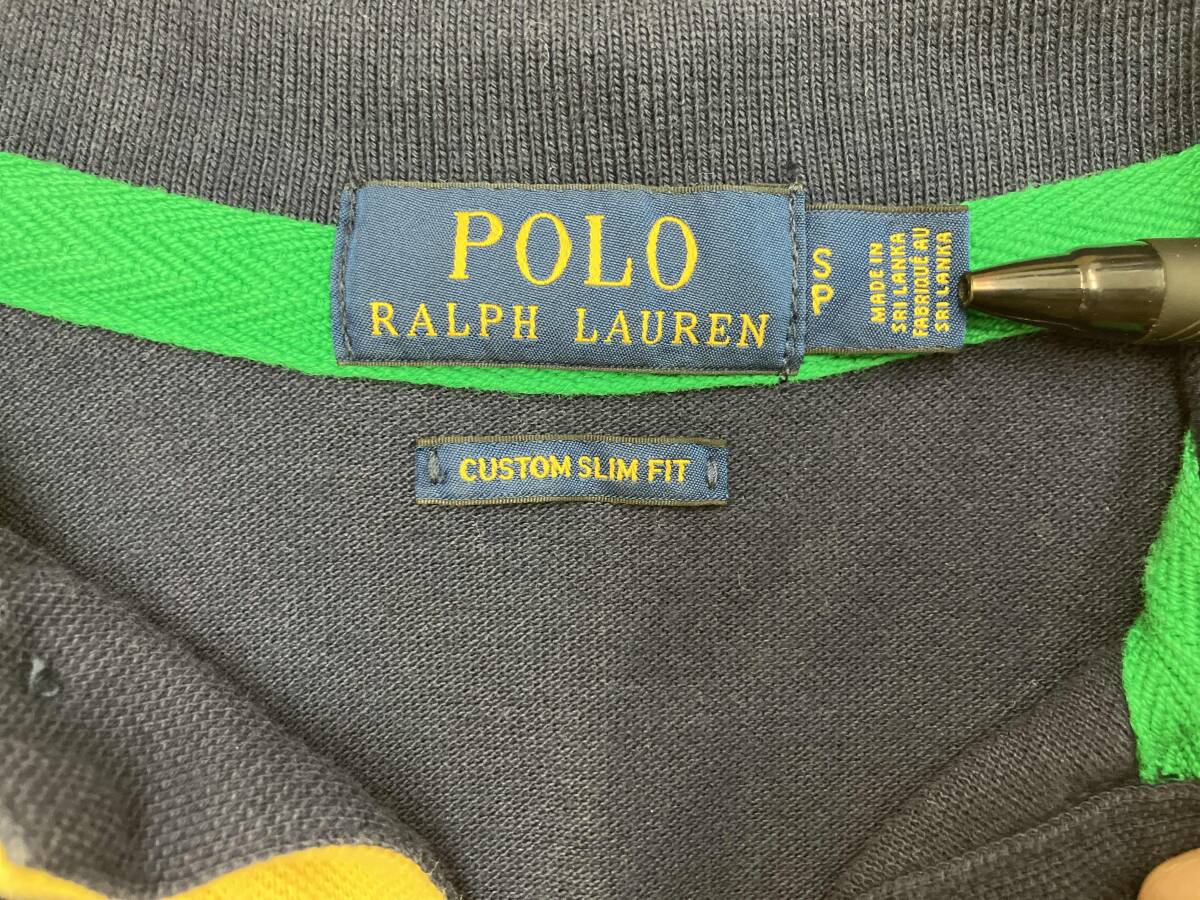 POLO
RALPH LAUREN
S
P
MADE IN
SRI LANKA
FABRIQUÉ AU
SRI LANKA
CUSTOM SLIM FIT